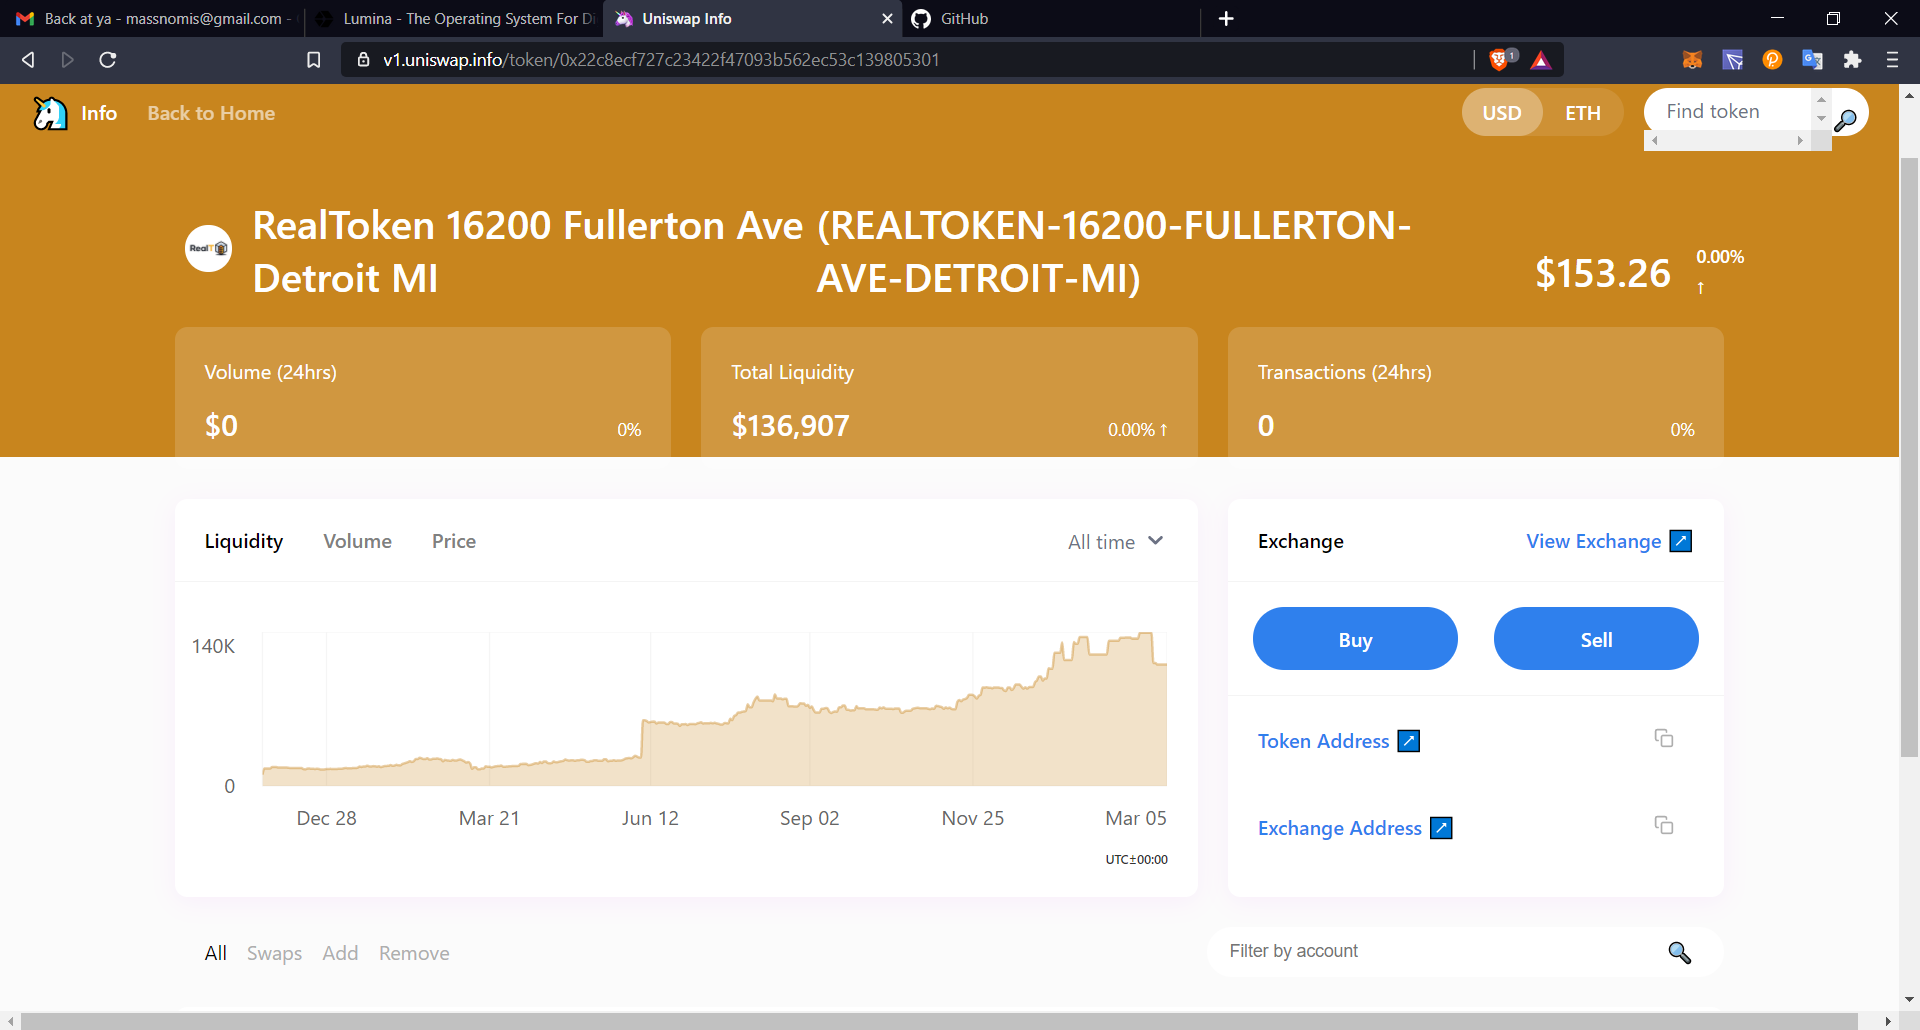 Back at ya - massnomis@gmail.com -
Lumina - The Operating System For Di
Uniswap Info
GitHub
v1.uniswap.info/token/0x22c8ecf727c23422f47093b562ec53c139805301
1
Info
Back to Home
USD
ETH
Find token
RealT
RealToken 16200 Fullerton Ave (REALTOKEN-16200-FULLERTON-
Detroit MI AVE-DETROIT-MI)
$153.26
0.00%
↑
Volume (24hrs)
$0
0%
Total Liquidity
$136,907
0.00% ↑
Transactions (24hrs)
0
0%
Liquidity
Volume
Price
All time
140K
0
Dec 28
Mar 21
Jun 12
Sep 02
Nov 25
Mar 05
UTC±00:00
Exchange
View Exchange ↗
Buy
Sell
Token Address ↗
Exchange Address ↗
All
Swaps
Add
Remove
Filter by account